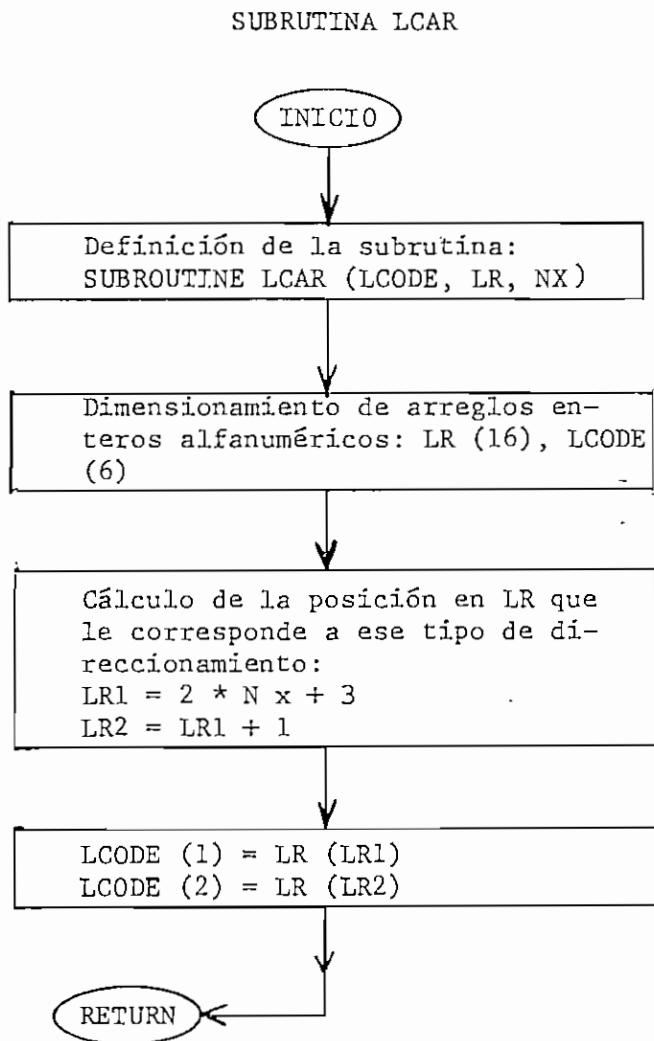 SUBRUTINA LCAR
INICIO
Definición de la subrutina:
SUBROUTINE LCAR (LCODE, LR, NX)
Dimensionamiento de arreglos en-
teros alfanuméricos: LR (16), LCODE
(6)
Cálculo de la posición en LR que
le corresponde a ese tipo de di-
reccionamiento:
LR1 = 2 * N x + 3
LR2 = LR1 + 1
LCODE (1) = LR (LR1)
LCODE (2) = LR (LR2)
RETURN